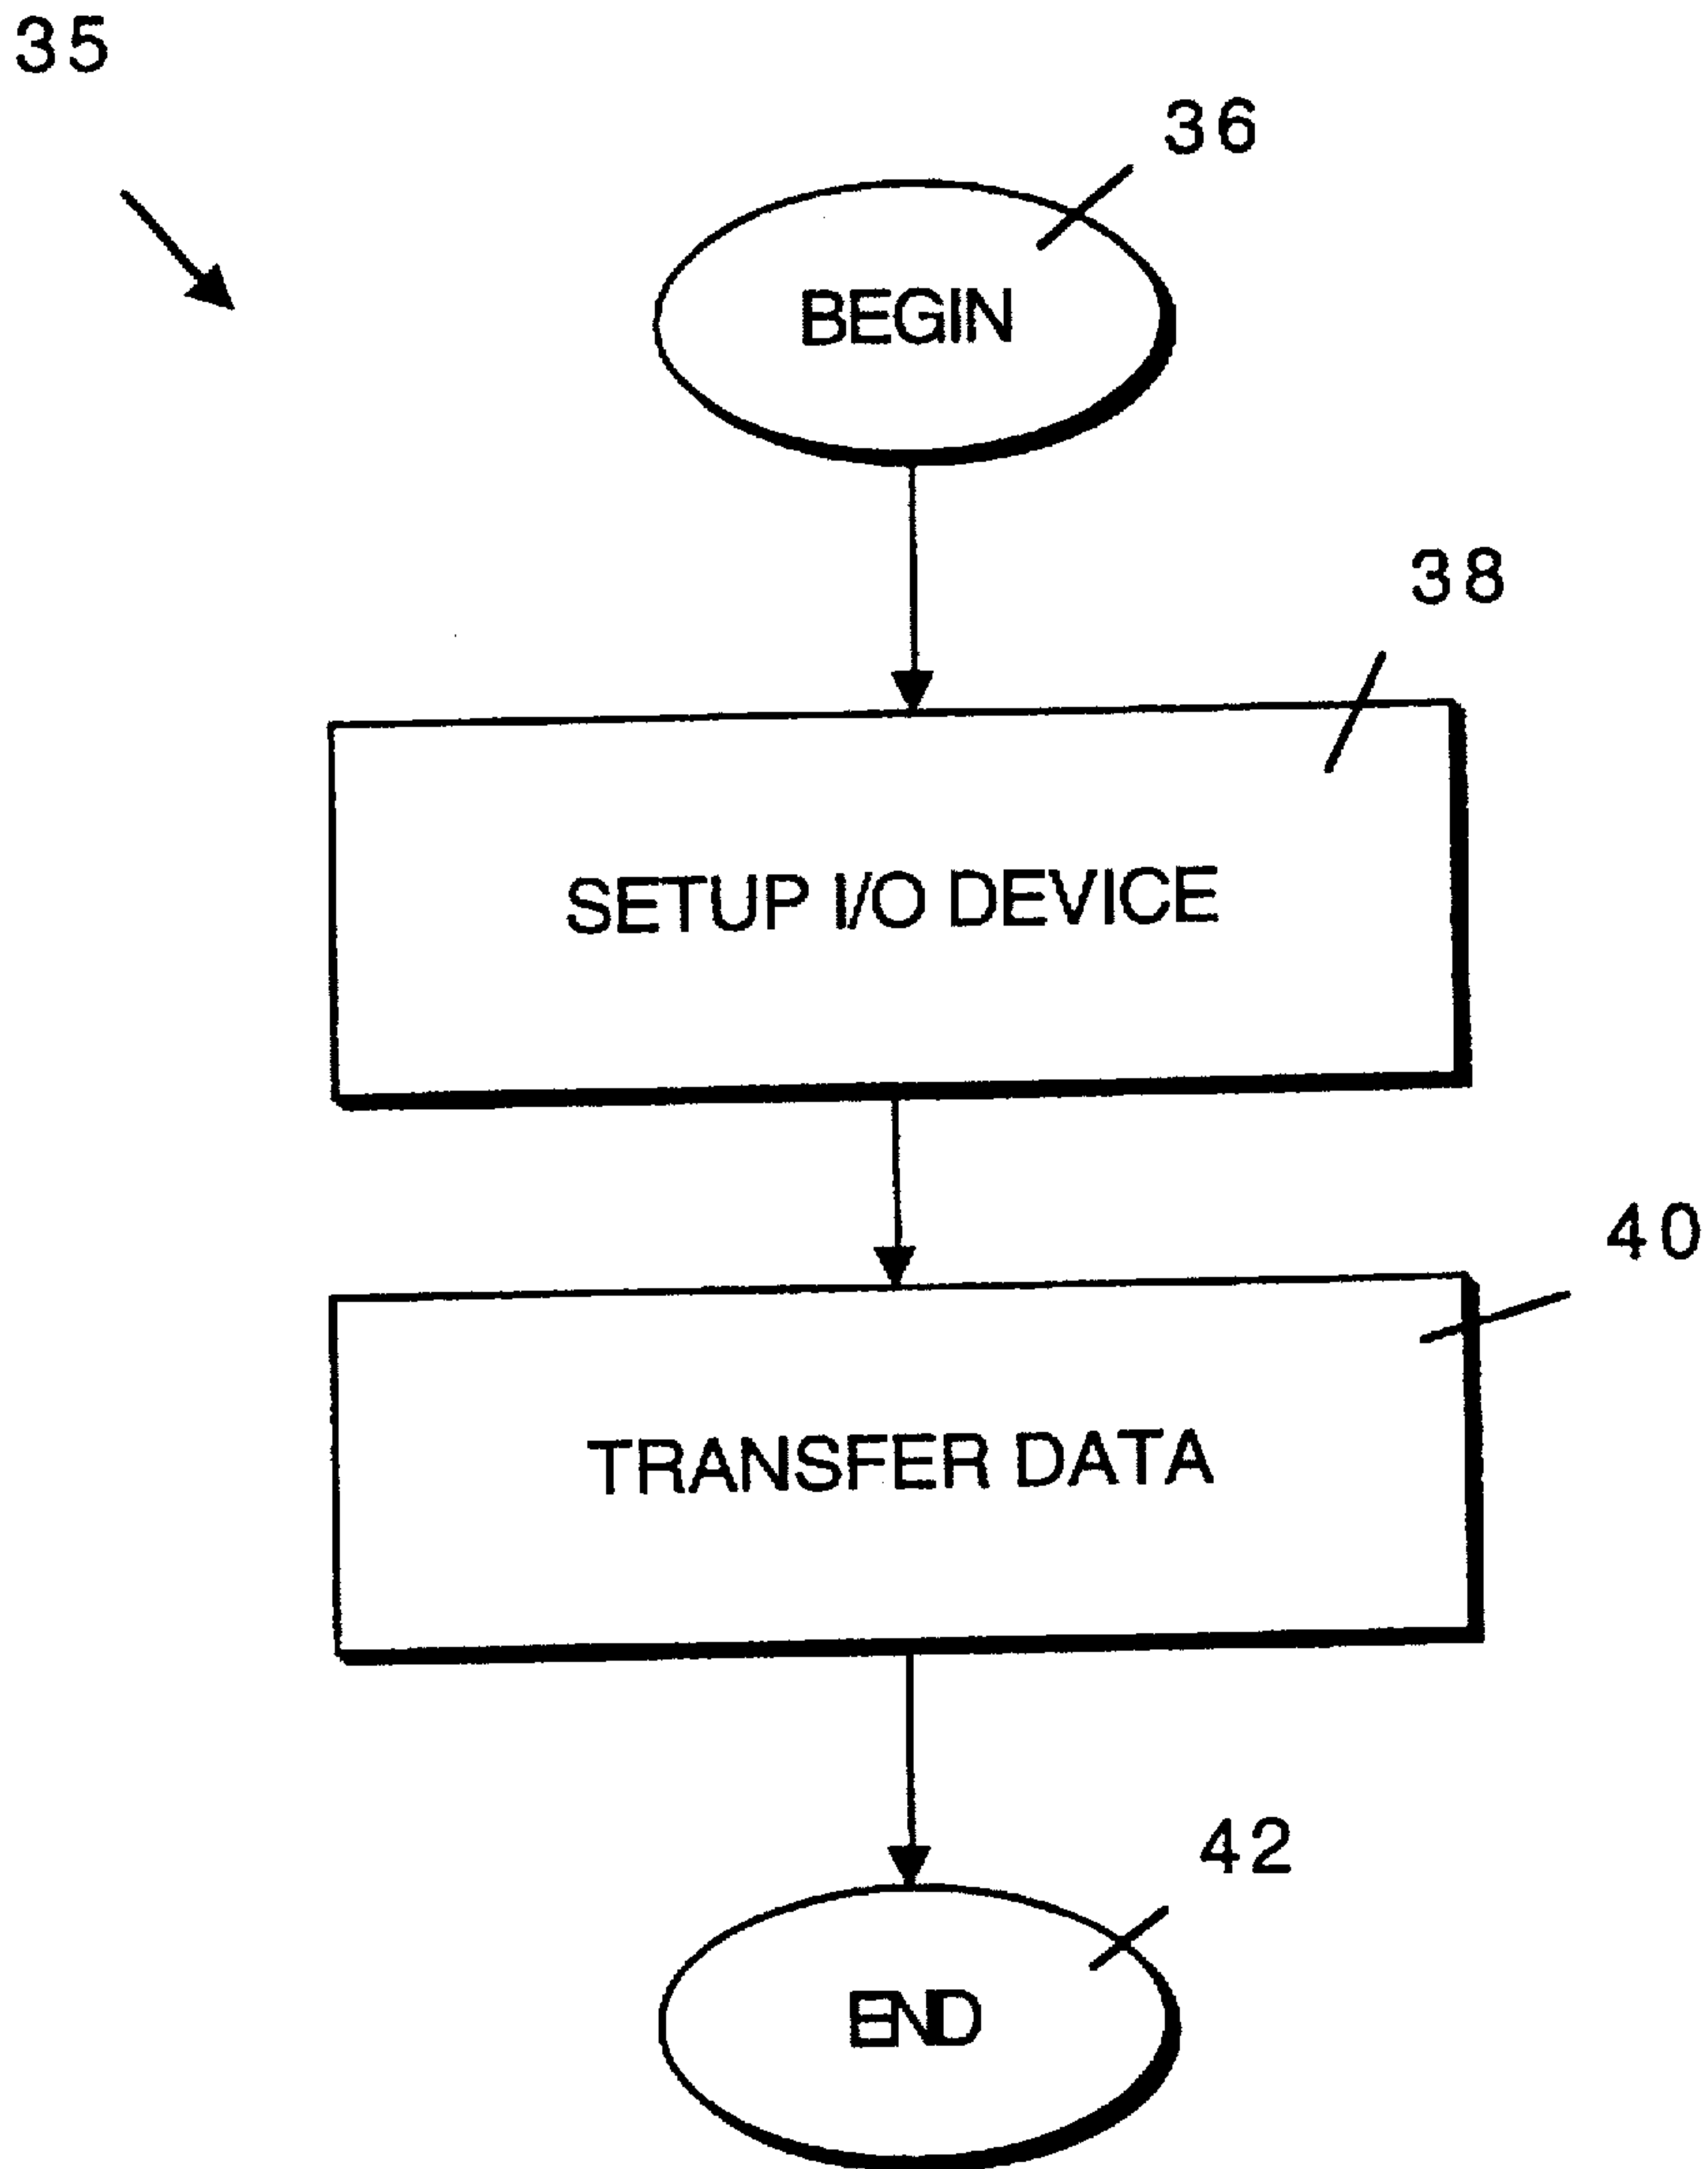 35
36
BEGIN
38
SETUP I/O DEVICE
40
TRANSFER DATA
42
END